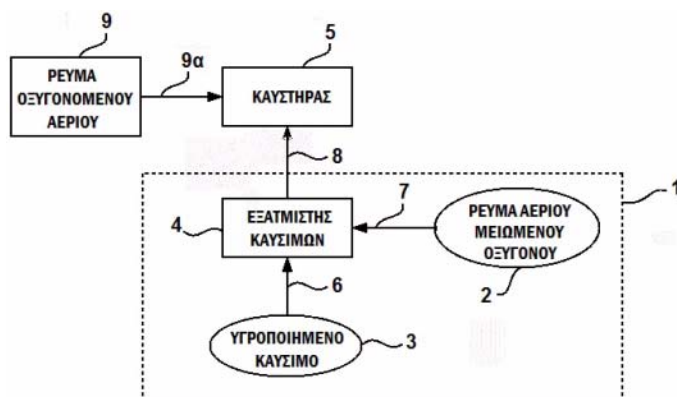 9
5
ΡΕΥΜΑ
ΟΞΥΓΟΝΟΜΕΝΟΥ
ΑΕΡΙΟΥ
9α
ΚΑΥΣΤΗΡΑΣ
8
1
4
ΕΞΑΤΜΙΣΤΗΣ
ΚΑΥΣΙΜΩΝ
7
ΡΕΥΜΑ ΑΕΡΙΟΥ
ΜΕΙΩΜΕΝΟΥ
ΟΞΥΓΟΝΟΥ
2
6
ΥΓΡΟΠΟΙΗΜΕΝΟ
ΚΑΥΣΙΜΟ
3